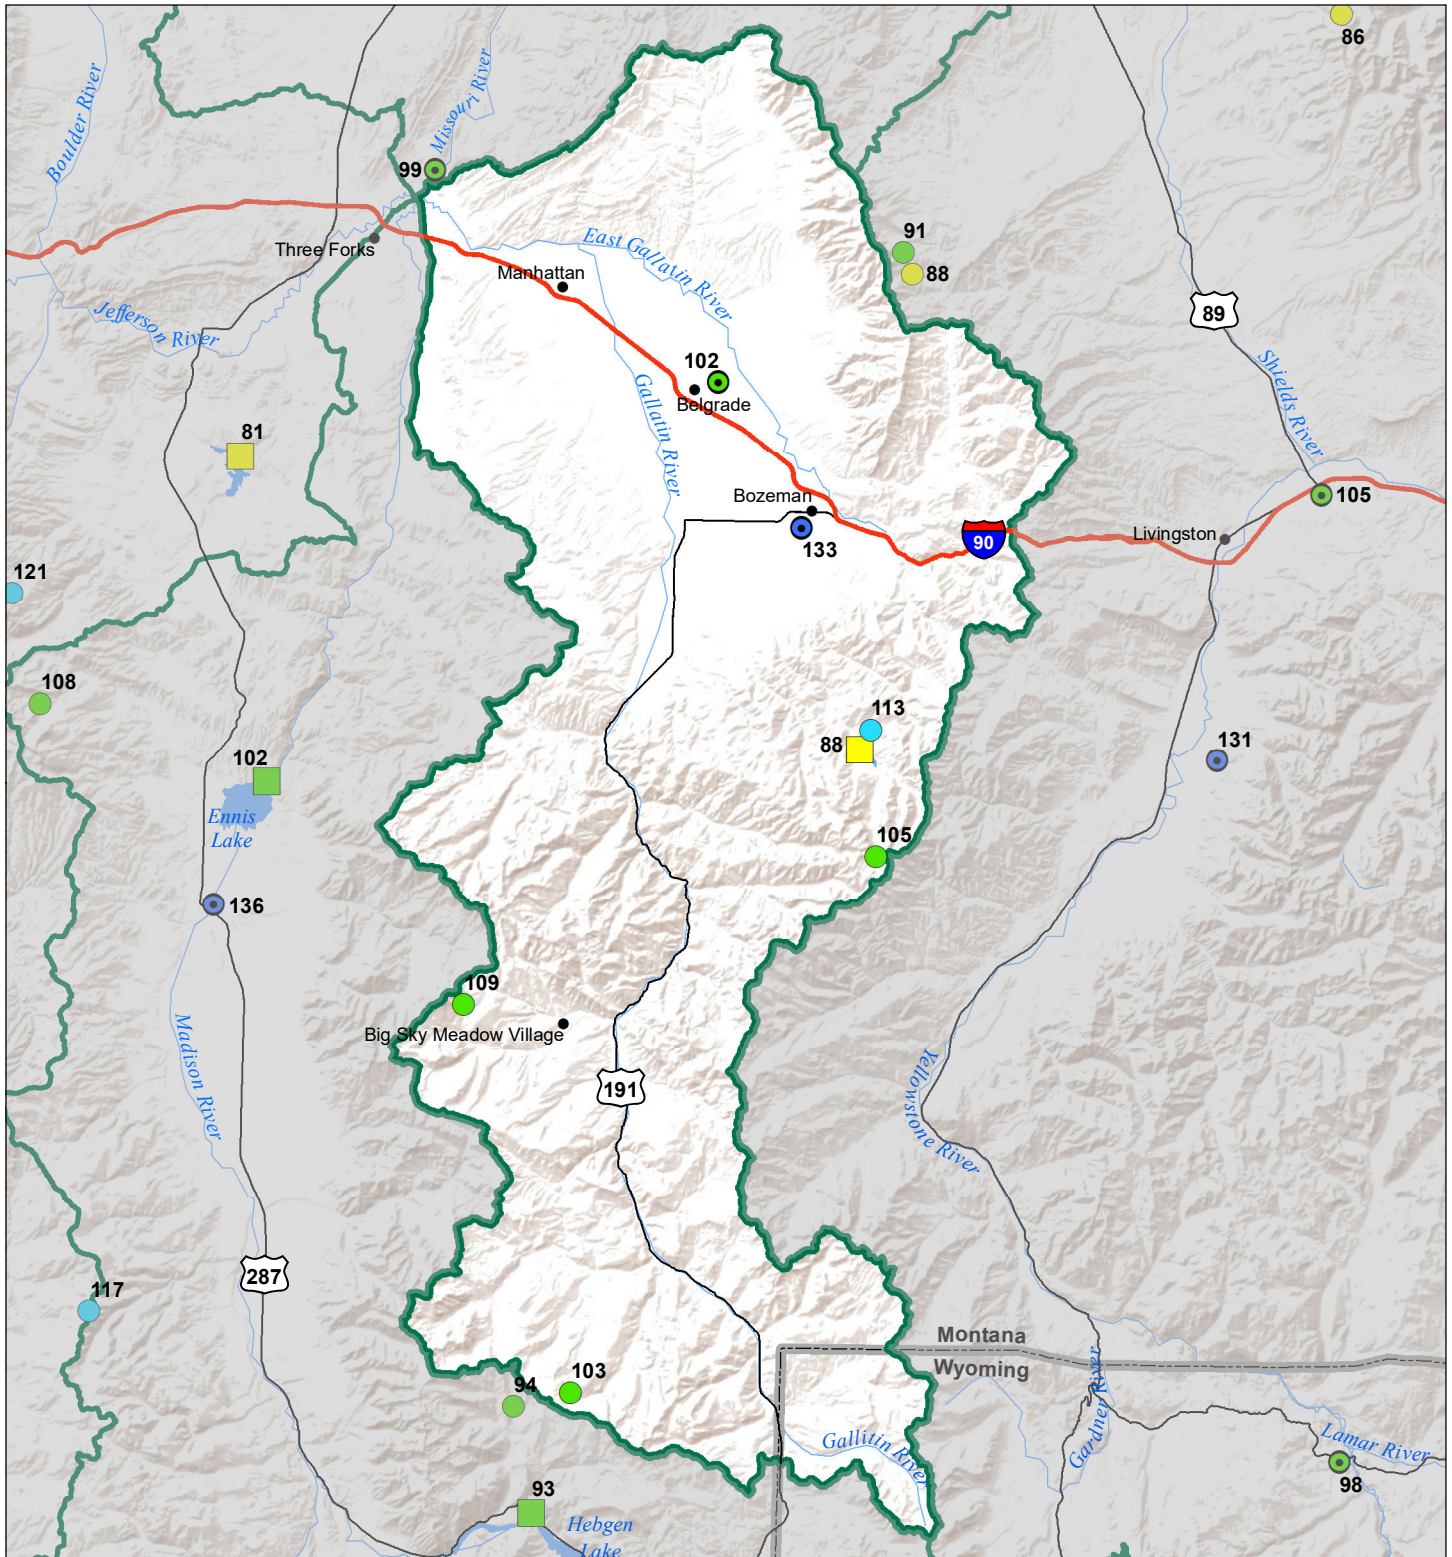 86
Boulder River
Missouri River
99
91
88
Three Forks
Manhattan
East Gallatin River
89
Jefferson River
Shields River
102
Belgrade
Gallatin River
81
Bozeman
105
133
90
Livingston
121
108
113
88
131
102
Ennis
Lake
105
136
109
Big Sky Meadow Village
Madison River
191
Yellowstone River
287
117
Montana
Wyoming
94
103
Gardner River
Gallitin River
Lamar River
98
93
Hebgen
Lake